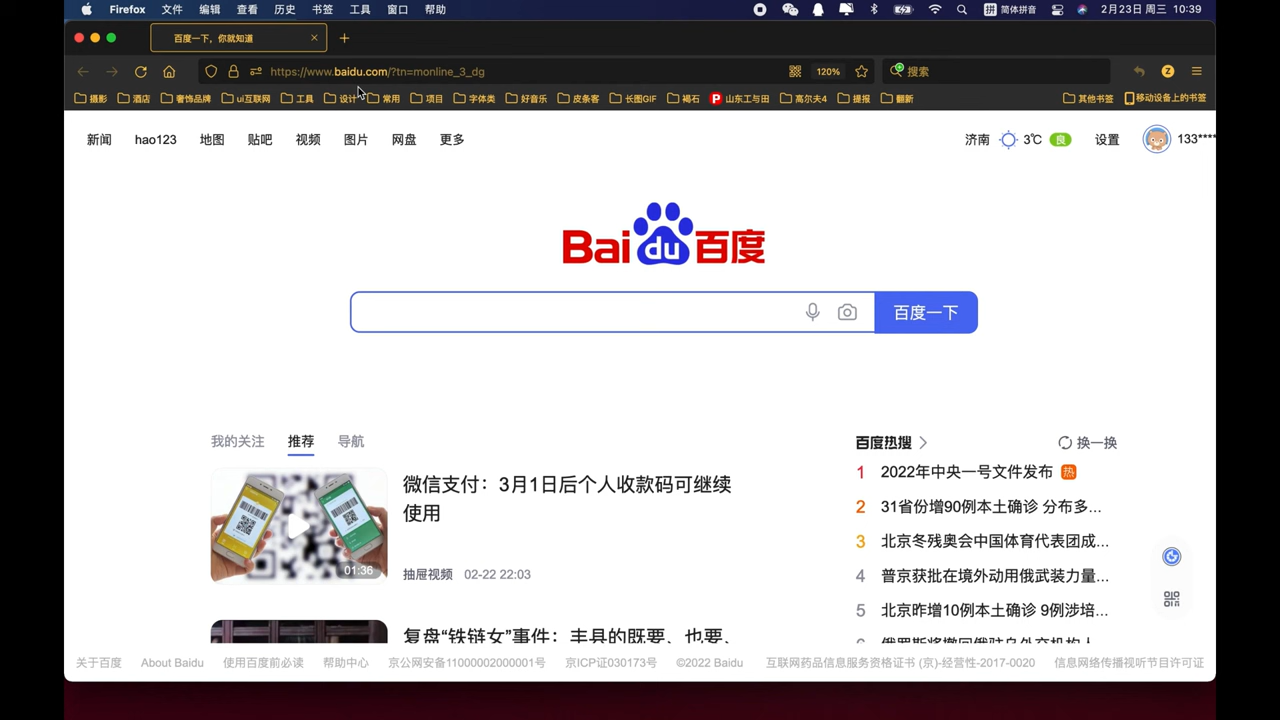 Firefox 文件 编辑 查看 历史 书签 工具 窗口 帮助 拼 简体拼音 2月23日 周三 10:39
百度一下，你就知道
https://www.baidu.com/?tn=monline_3_dg 120% 搜索 Z
摄影 酒店 奢饰品牌 ui互联网 工具 设计 常用 项目 字体类 好音乐 皮条客 长图GIF 褐石 山东工与田 高尔夫4 提报 翻新 其他书签 移动设备上的书签
新闻 hao123 地图 贴吧 视频 图片 网盘 更多 济南 3℃ 良 设置 133****
Bai du 百度
百度一下
我的关注 推荐 导航
百度热搜 换一换
微信支付：3月1日后个人收款码可继续
使用
01:36
抽屉视频 02-22 22:03
复盘“铁链女”事件：丰县的既要、也要、
1 2022年中央一号文件发布 热
2 31省份增90例本土确诊 分布多...
3 北京冬残奥会中国体育代表团成...
4 普京获批在境外动用俄武装力量...
5 北京昨增10例本土确诊 9例涉培...
关于百度 About Baidu 使用百度前必读 帮助中心 京公网安备11000002000001号 京ICP证030173号 ©2022 Baidu 互联网药品信息服务资格证书 (京)-经营性-2017-0020 信息网络传播视听节目许可证